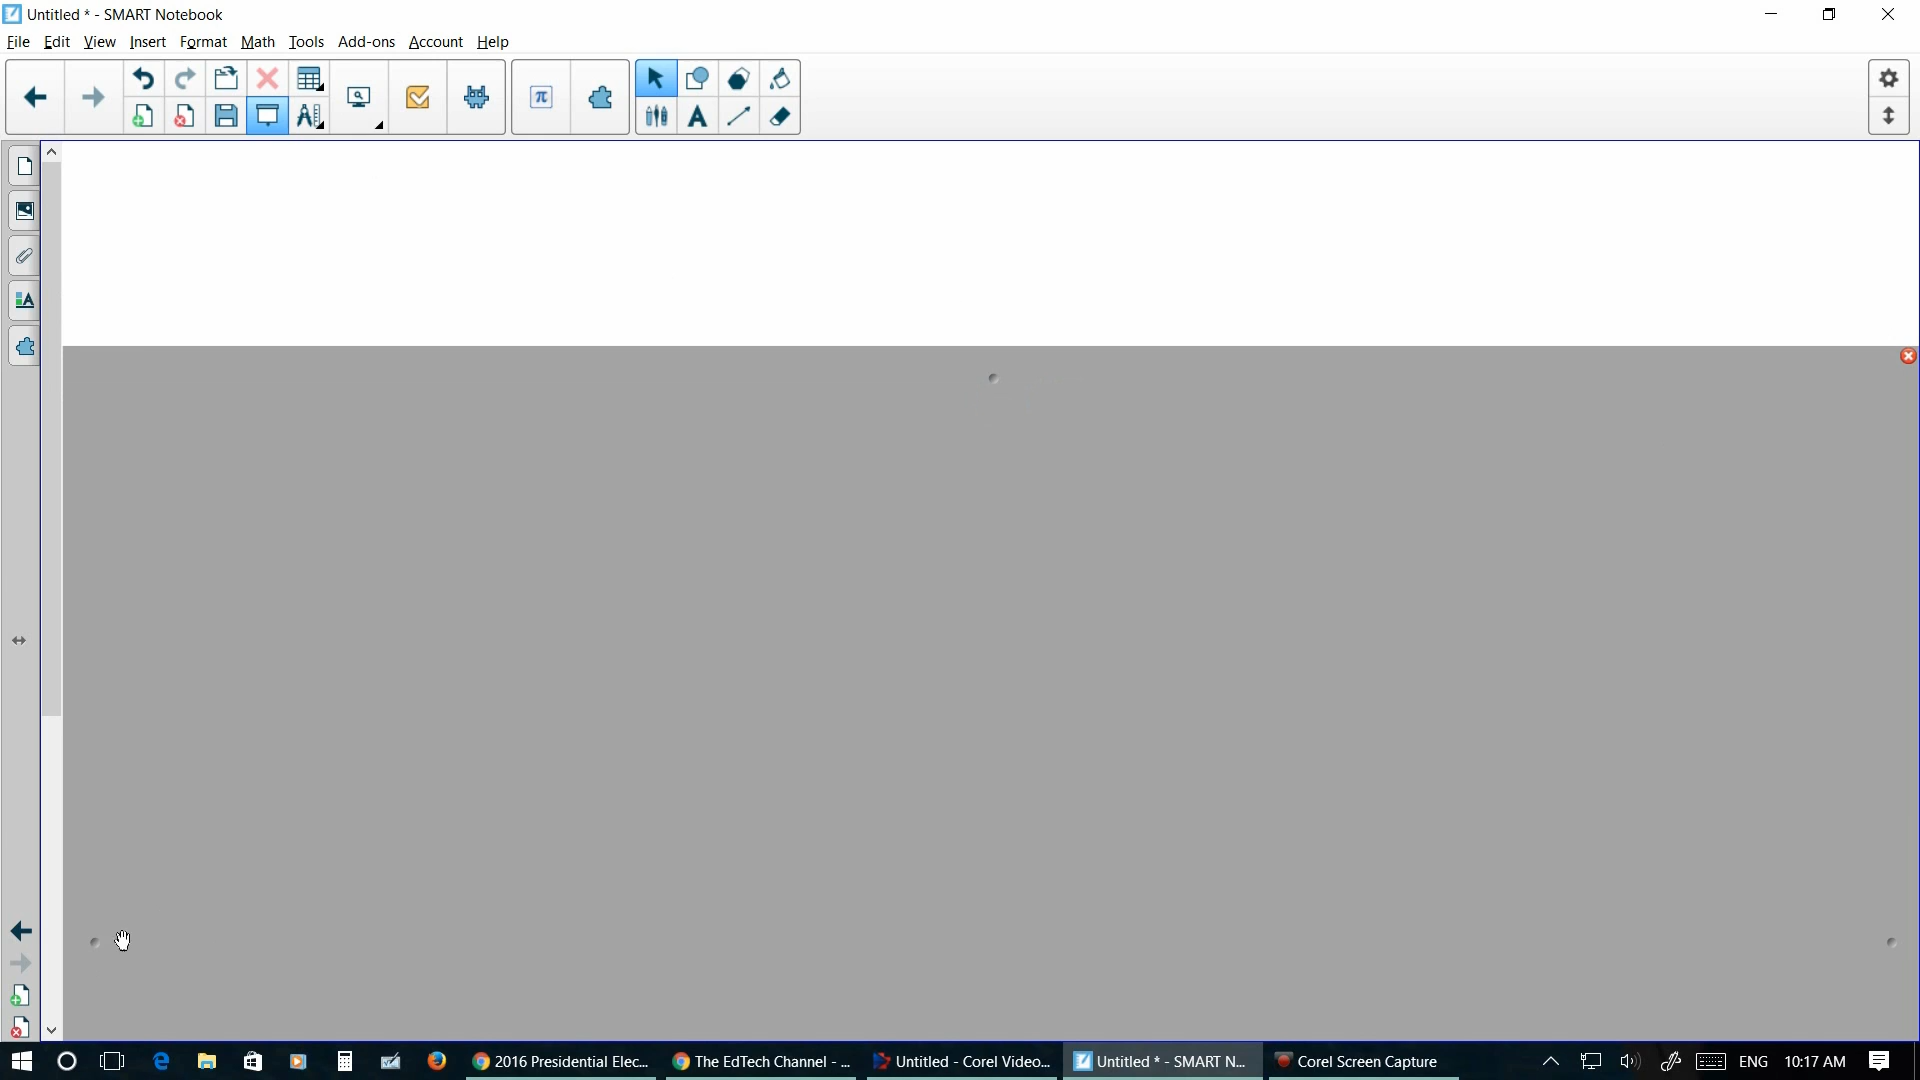 Untitled * - SMART Notebook
File Edit View Insert Format Math Tools Add-ons Account Help
π
A
A
2016 Presidential Elec... The EdTech Channel - ... Untitled - Corel Video... Untitled * - SMART N... Corel Screen Capture ENG 10:17 AM